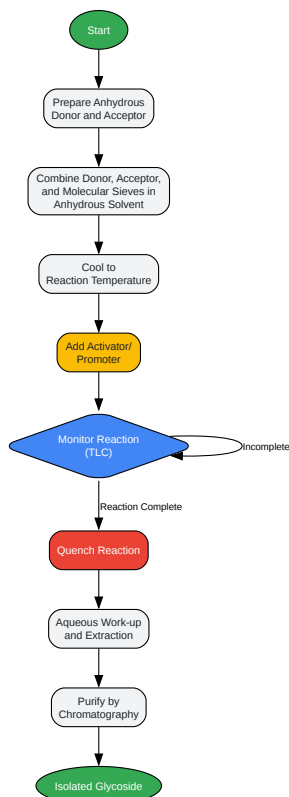 Start
Prepare Anhydrous
Donor and Acceptor
Combine Donor, Acceptor,
and Molecular Sieves in
Anhydrous Solvent
Cool to
Reaction Temperature
Add Activator/
Promoter
Monitor Reaction
(TLC)
Incomplete
Reaction Complete
Quench Reaction
Aqueous Work-up
and Extraction
Purify by
Chromatography
Isolated Glycoside